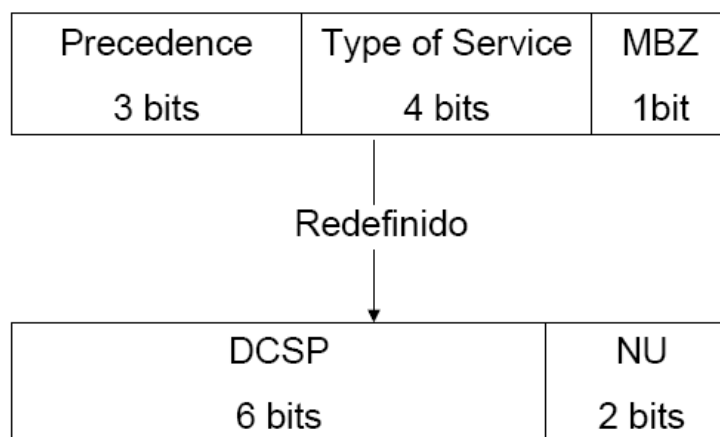 Precedence Type of Service MBZ
3 bits 4 bits 1bit
Redefinido
DCSP NU
6 bits 2 bits